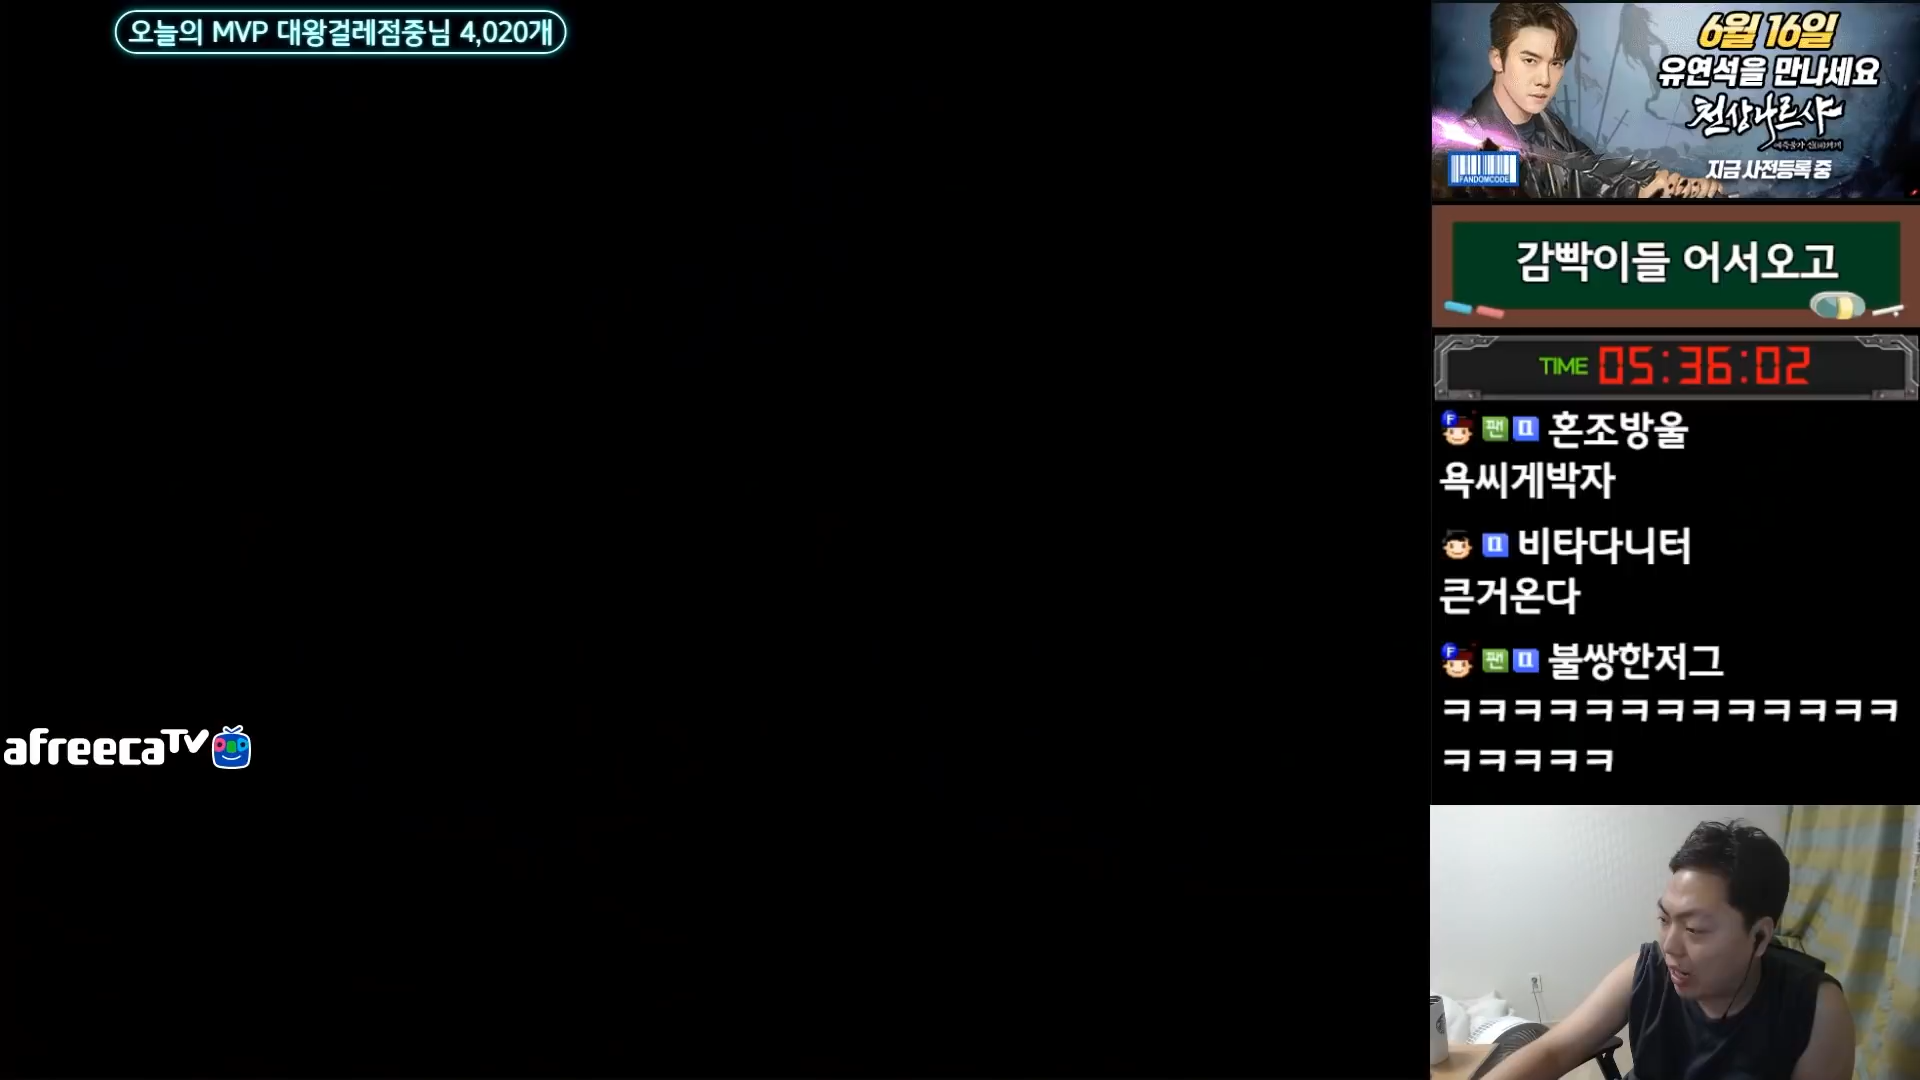 오늘의 MVP 대왕걸레점중님 4,020개
6월 16일
유연석을 만나세요
천상나르샤
지금 사전등록 중
FANDOMCODE
감빡이들 어서오고
TIME 05:36:02
F 팬 혼조방울
욕씨게박자
비타다니터
큰거온다
F 팬 불쌍한저그
ㅋㅋㅋㅋㅋㅋㅋㅋㅋㅋㅋㅋㅋ
ㅋㅋㅋㅋㅋ
afreecaTV